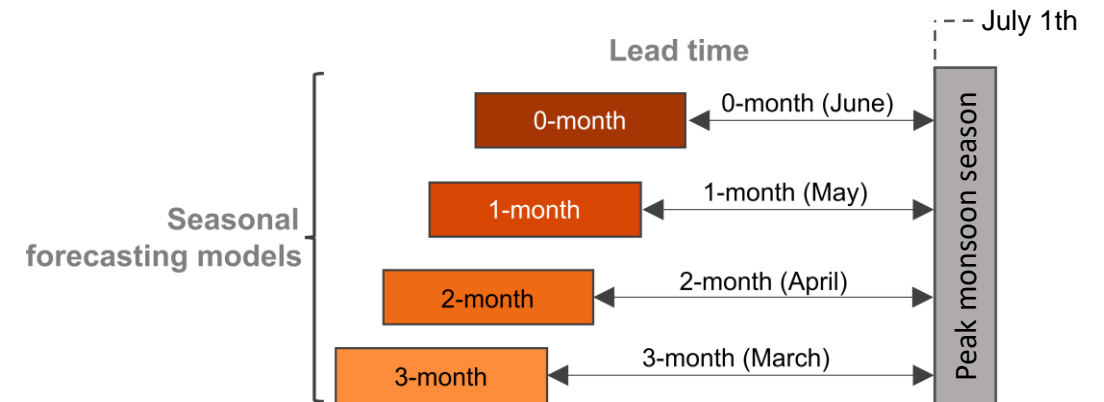 July 1th
Lead time
0-month
0-month (June)
1-month
1-month (May)
Seasonal
forecasting models
2-month
2-month (April)
3-month
3-month (March)
Peak monsoon season